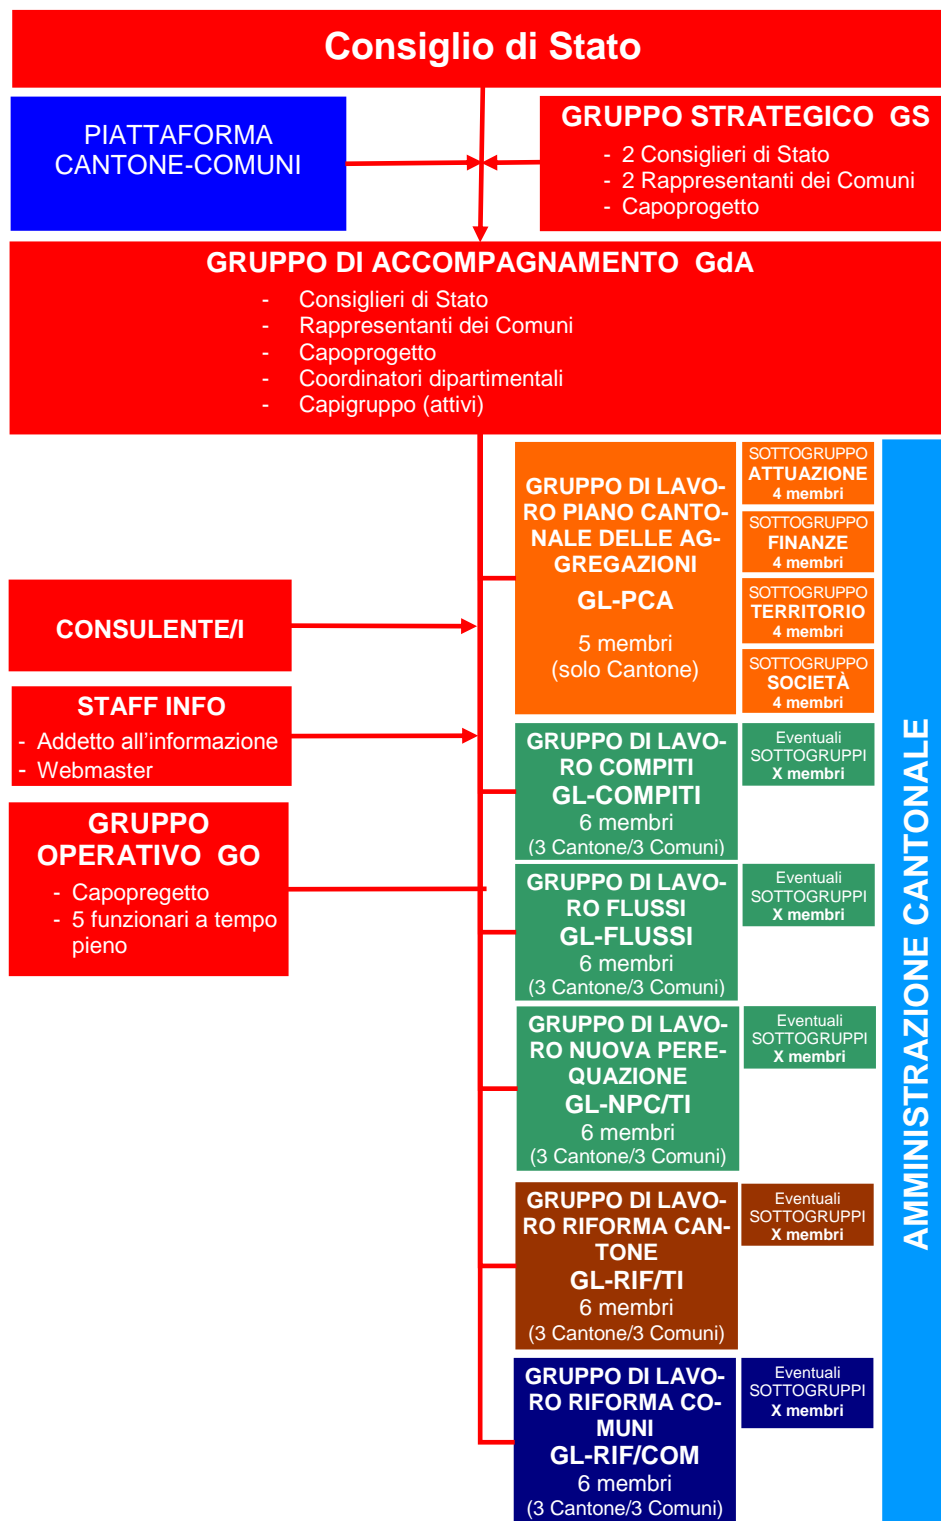 Consiglio di Stato
PIATTAFORMA
CANTONE-COMUNI
GRUPPO STRATEGICO GS
- 2 Consiglieri di Stato
- 2 Rappresentanti dei Comuni
- Capoprogetto
GRUPPO DI ACCOMPAGNAMENTO GdA
- Consiglieri di Stato
- Rappresentanti dei Comuni
- Capoprogetto
- Coordinatori dipartimentali
- Capigruppo (attivi)
CONSULENTE/I
STAFF INFO
- Addetto all'informazione
- Webmaster
GRUPPO
OPERATIVO GO
- Capopregetto
- 5 funzionari a tempo
pieno
GRUPPO DI LAVO-
RO PIANO CANTO-
NALE DELLE AG-
GREGAZIONI
GL-PCA
5 membri
(solo Cantone)
SOTTOGRUPPO
ATTUAZIONE
4 membri
SOTTOGRUPPO
FINANZE
4 membri
SOTTOGRUPPO
TERRITORIO
4 membri
SOTTOGRUPPO
SOCIETÀ
4 membri
GRUPPO DI LAVO-
RO COMPITI
GL-COMPITI
6 membri
(3 Cantone/3 Comuni)
Eventuali
SOTTOGRUPPI
X membri
GRUPPO DI LAVO-
RO FLUSSI
GL-FLUSSI
6 membri
(3 Cantone/3 Comuni)
Eventuali
SOTTOGRUPPI
X membri
GRUPPO DI LAVO-
RO NUOVA PERE-
QUAZIONE
GL-NPC/TI
6 membri
(3 Cantone/3 Comuni)
Eventuali
SOTTOGRUPPI
X membri
GRUPPO DI LAVO-
RO RIFORMA CAN-
TONE
GL-RIF/TI
6 membri
(3 Cantone/3 Comuni)
Eventuali
SOTTOGRUPPI
X membri
GRUPPO DI LAVO-
RO RIFORMA CO-
MUNI
GL-RIF/COM
6 membri
(3 Cantone/3 Comuni)
Eventuali
SOTTOGRUPPI
X membri
AMMINISTRAZIONE CANTONALE